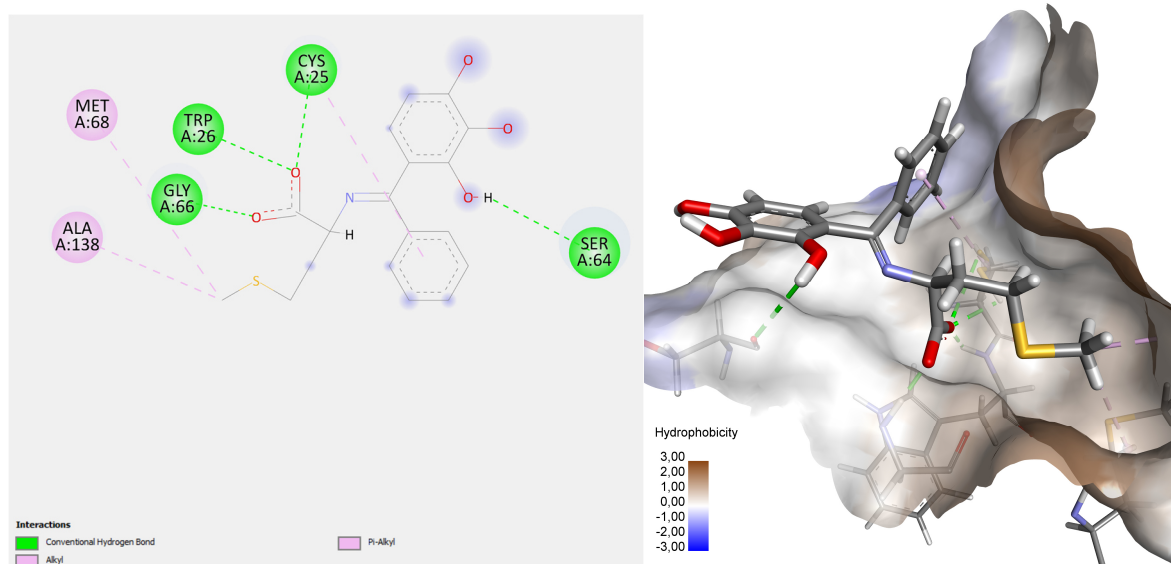 CYS
A:25
MET
A:68
TRP
A:26
GLY
A:66
ALA
A:138
SER
A:64
O
O
O
O
O
H
N
H
S
Interactions
Conventional Hydrogen Bond
Alkyl
Pi-Alkyl
Hydrophobicity
3,00
2,00
1,00
0,00
-1,00
-2,00
-3,00